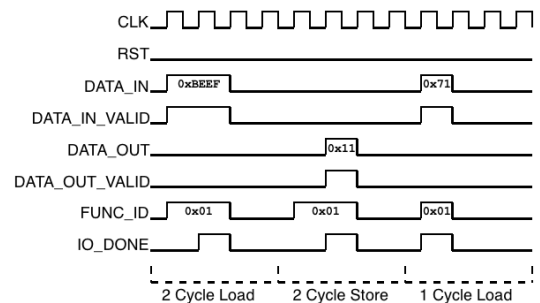 CLK
RST
DATA_IN 0xBEEF 0x71
DATA_IN_VALID
DATA_OUT 0x11
DATA_OUT_VALID
FUNC_ID 0x01 0x01 0x01
IO_DONE
2 Cycle Load 2 Cycle Store 1 Cycle Load